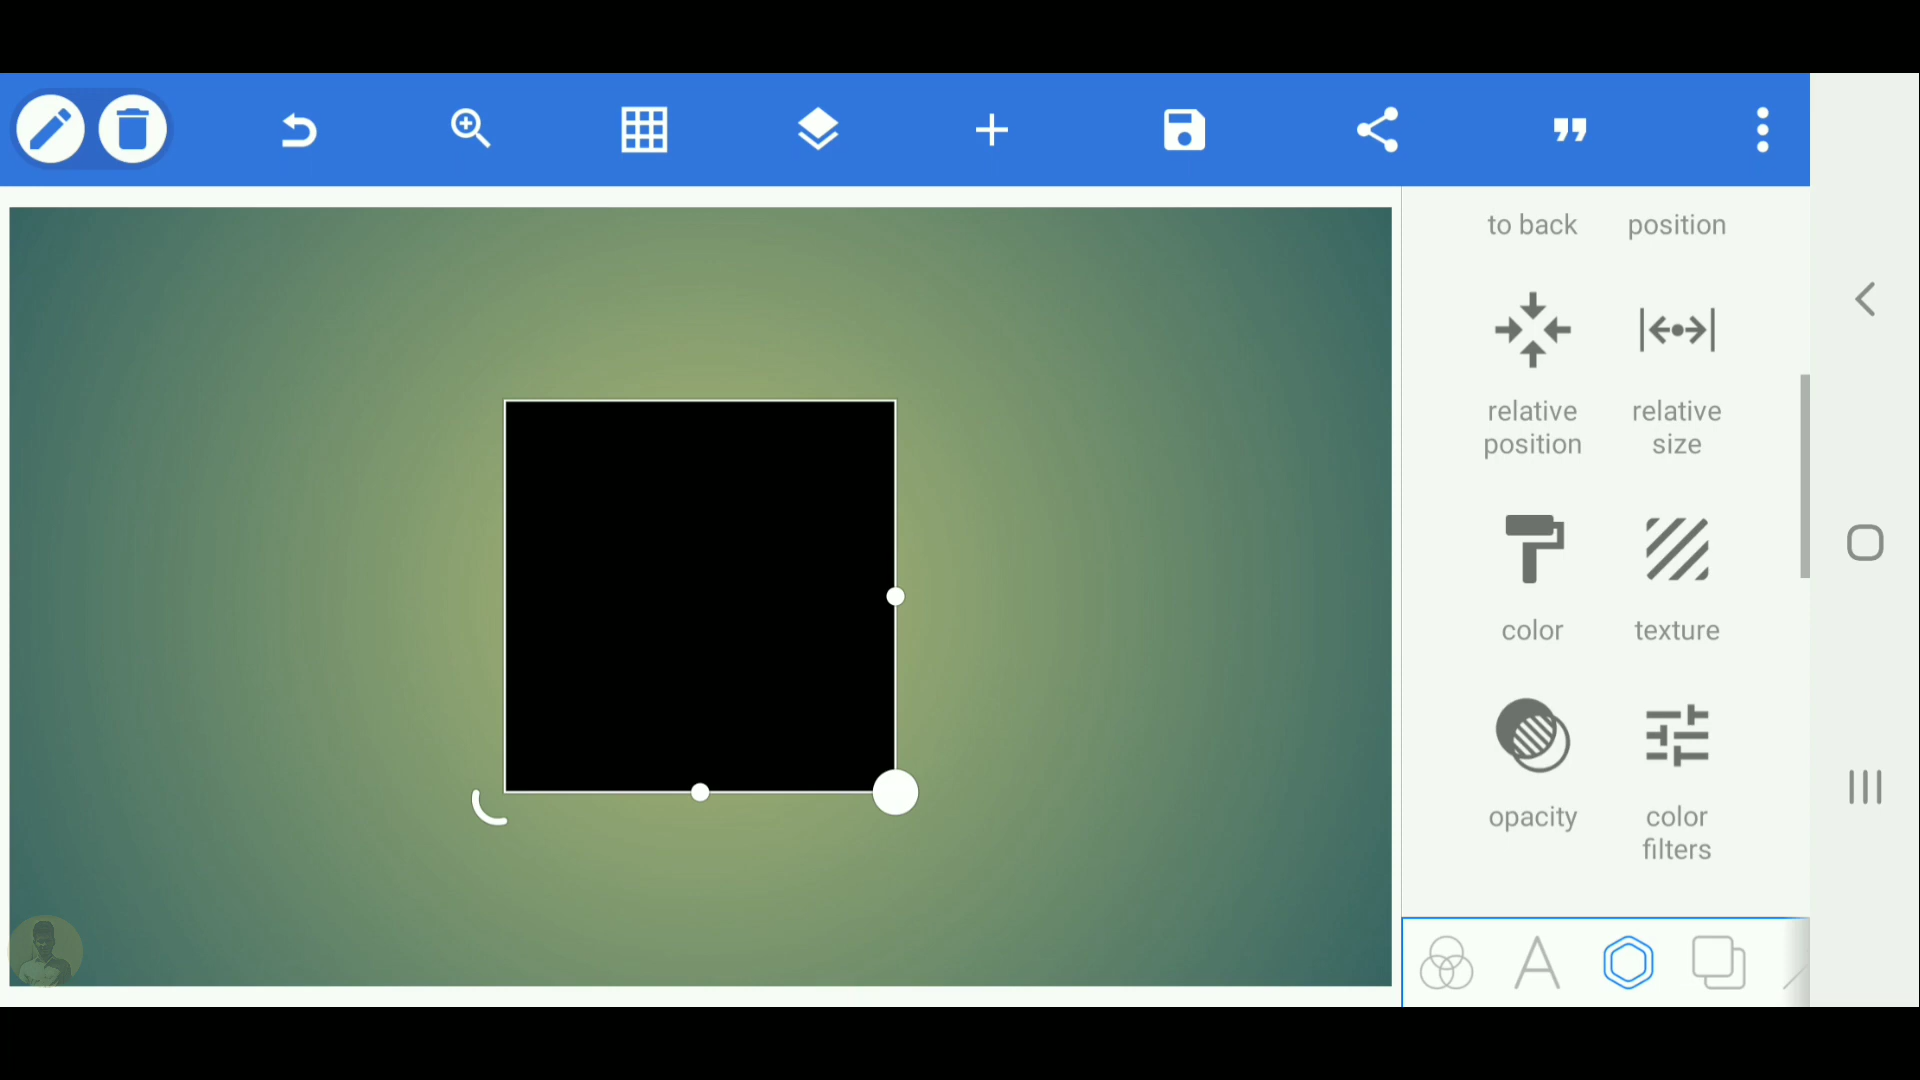 to back
position
relative
position
relative
size
color
texture
opacity
color
filters